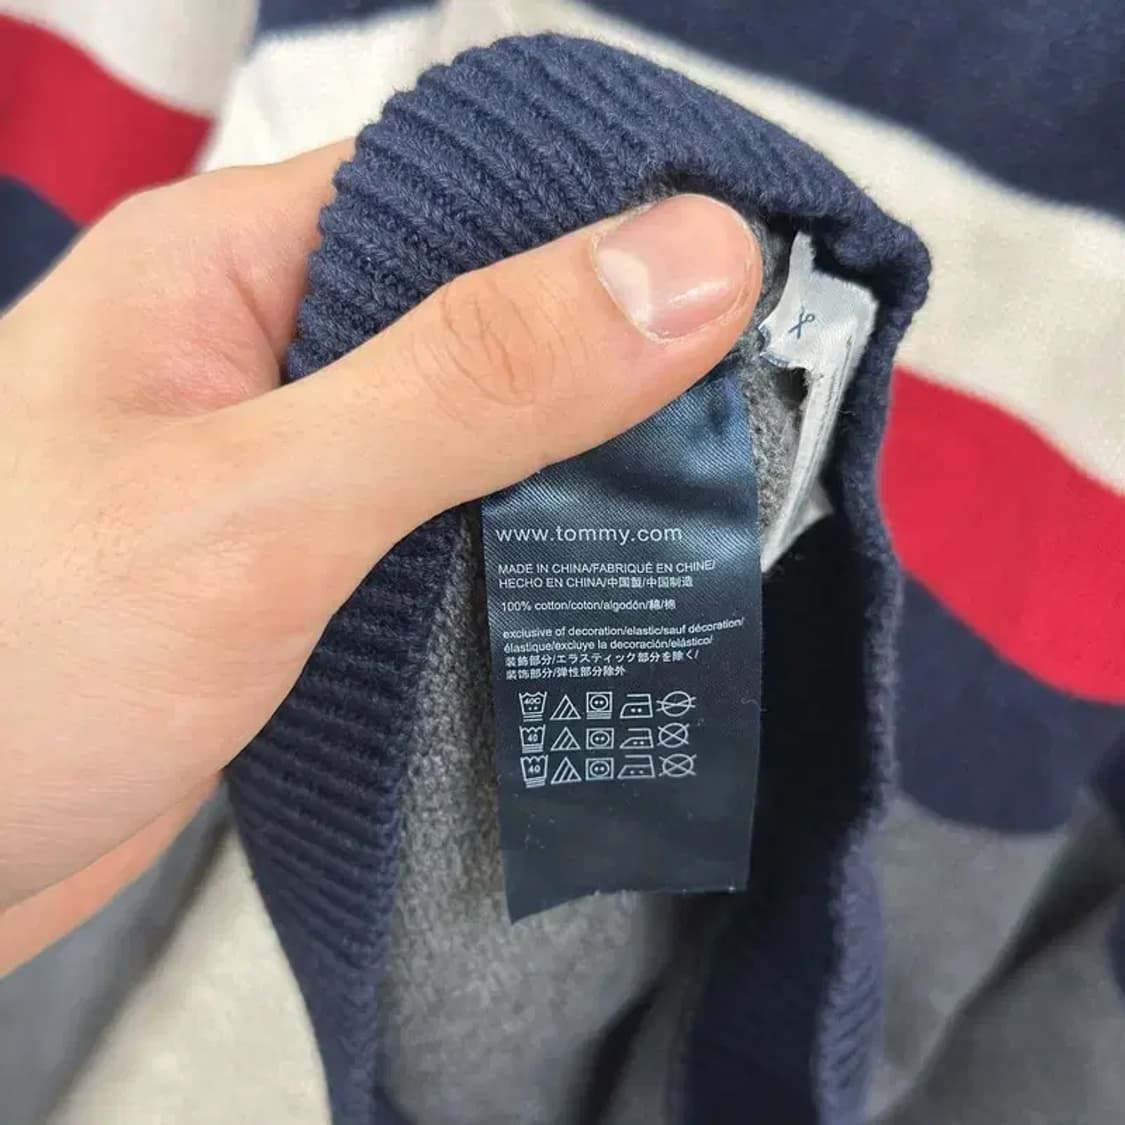 www.tommy.com
MADE IN CHINA/FABRIQUÉ EN CHINE/
HECHO EN CHINA/中国製/中国制造
100% cotton/coton/algodón/綿/棉
exclusive of decoration/elastic/sauf décoration/
élastique/excluye la decoración/elástico/
装飾部分/エラスティック部分を除く/
装饰部分/弹性部分除外
40C
40
40